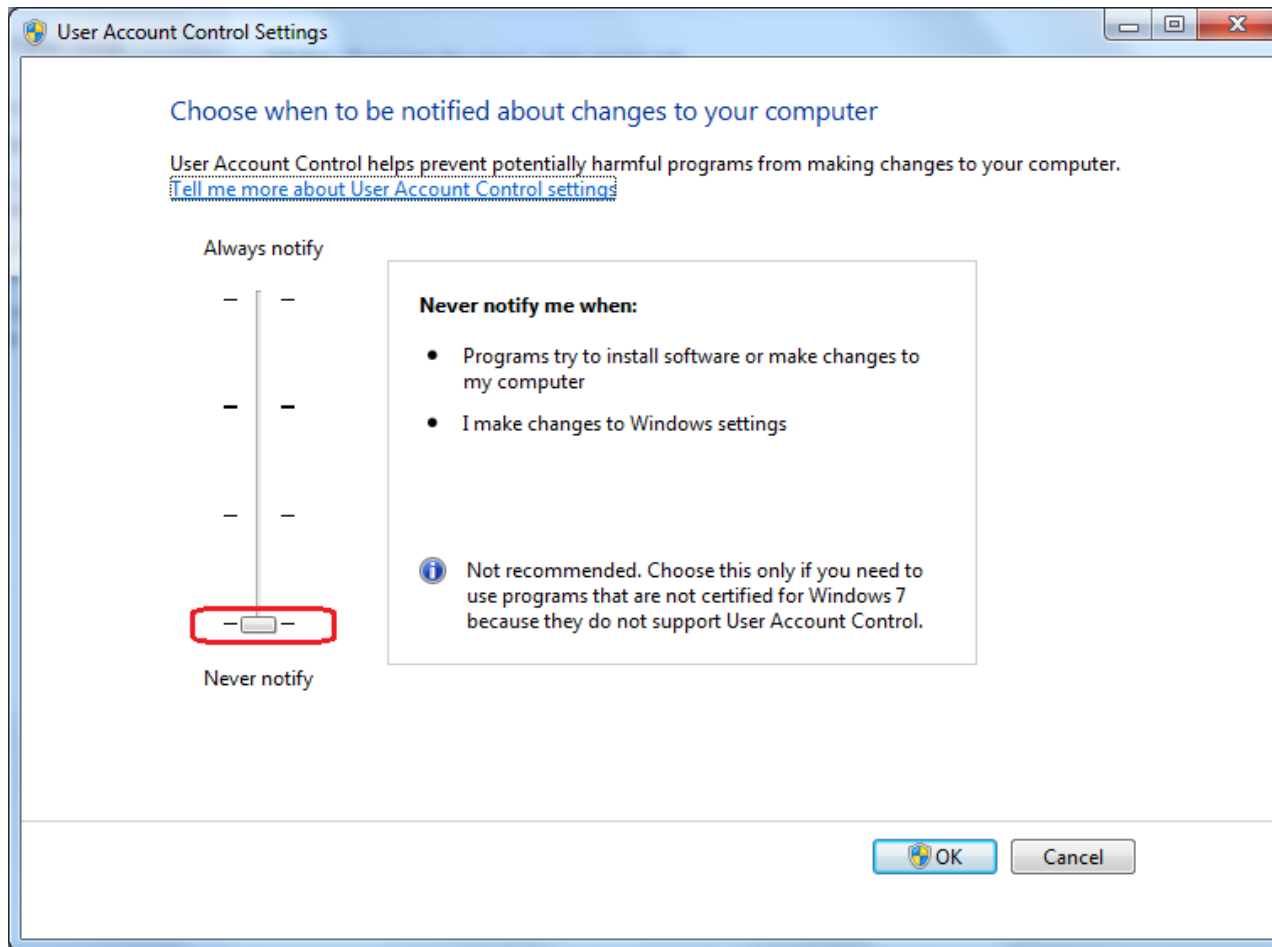 User Account Control Settings
Choose when to be notified about changes to your computer
User Account Control helps prevent potentially harmful programs from making changes to your computer.
Tell me more about User Account Control settings
Always notify
Never notify me when:
• Programs try to install software or make changes to
my computer
• I make changes to Windows settings
Not recommended. Choose this only if you need to
use programs that are not certified for Windows 7
because they do not support User Account Control.
Never notify
OK
Cancel